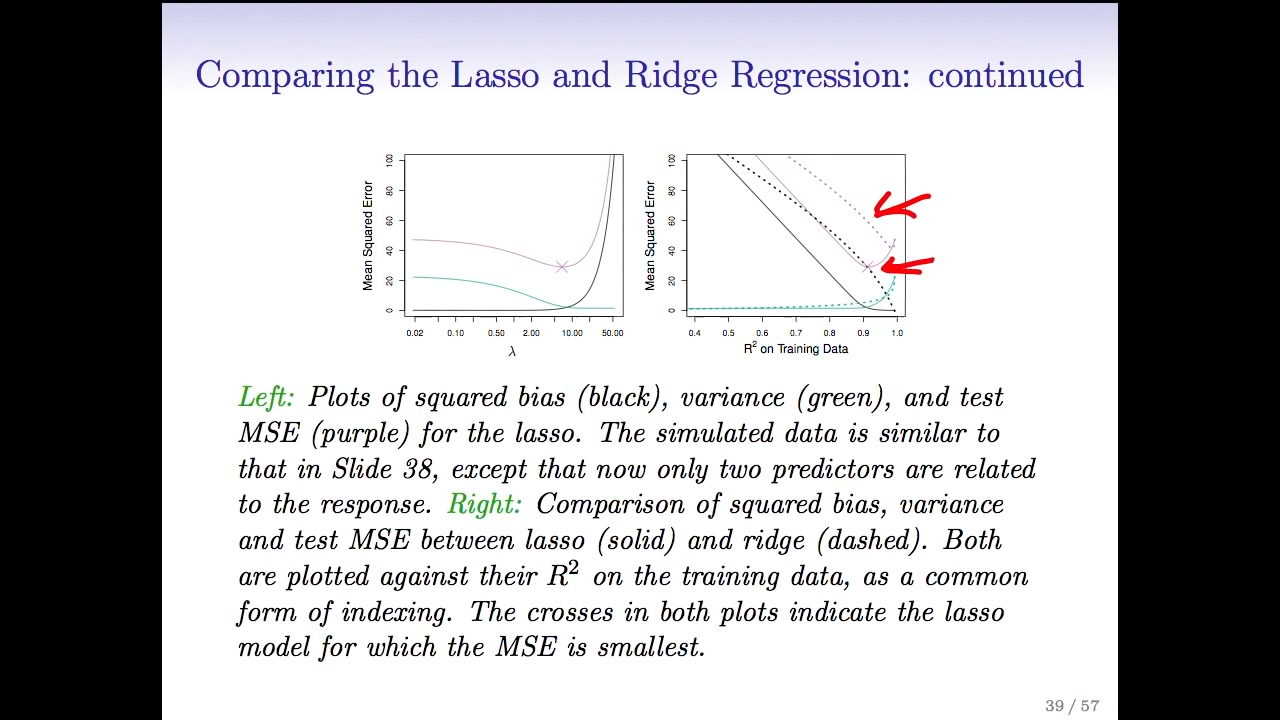 Comparing the Lasso and Ridge Regression: continued
Mean Squared Error
0 20 40 60 80 100
0.02 0.10 0.50 2.00 10.00 50.00
λ
Mean Squared Error
0 20 40 60 80 100
0.4 0.5 0.6 0.7 0.8 0.9 1.0
R² on Training Data
Left: Plots of squared bias (black), variance (green), and test
MSE (purple) for the lasso. The simulated data is similar to
that in Slide 38, except that now only two predictors are related
to the response. Right: Comparison of squared bias, variance
and test MSE between lasso (solid) and ridge (dashed). Both
are plotted against their R² on the training data, as a common
form of indexing. The crosses in both plots indicate the lasso
model for which the MSE is smallest.
39 / 57